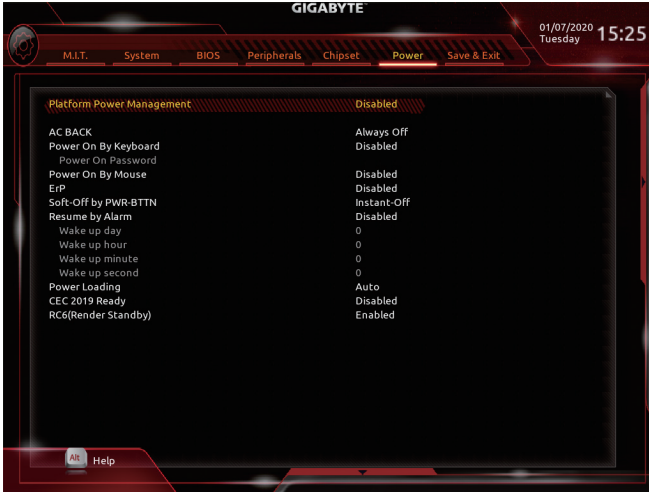 GIGABYTE
01/07/2020 15:25
Tuesday
M.I.T. System BIOS Peripherals Chipset Power Save & Exit
Platform Power Management Disabled
AC BACK Always Off
Power On By Keyboard Disabled
Power On Password
Power On By Mouse Disabled
ErP Disabled
Soft-Off by PWR-BTTN Instant-Off
Resume by Alarm Disabled
Wake up day 0
Wake up hour 0
Wake up minute 0
Wake up second 0
Power Loading Auto
CEC 2019 Ready Disabled
RC6(Render Standby) Enabled
Alt Help